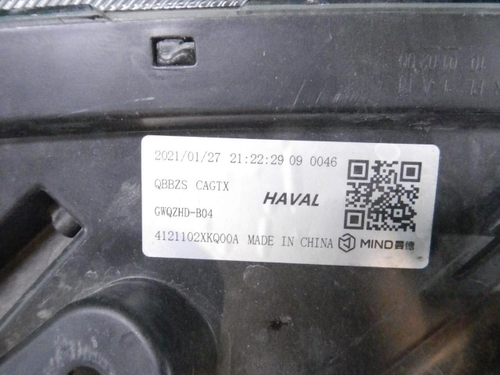 2021/01/27 21:22:29 09 0046
QBBZS CAGTX
HAVAL
GWQZHD-B04
4121102XKQ00A MADE IN CHINA MIND